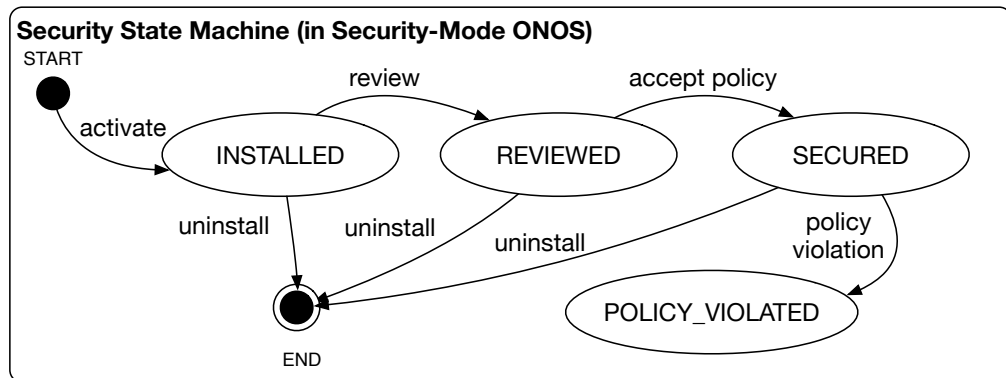 Security State Machine (in Security-Mode ONOS)
START
review
accept policy
activate
INSTALLED
REVIEWED
SECURED
uninstall
uninstall
uninstall
policy
violation
POLICY_VIOLATED
END